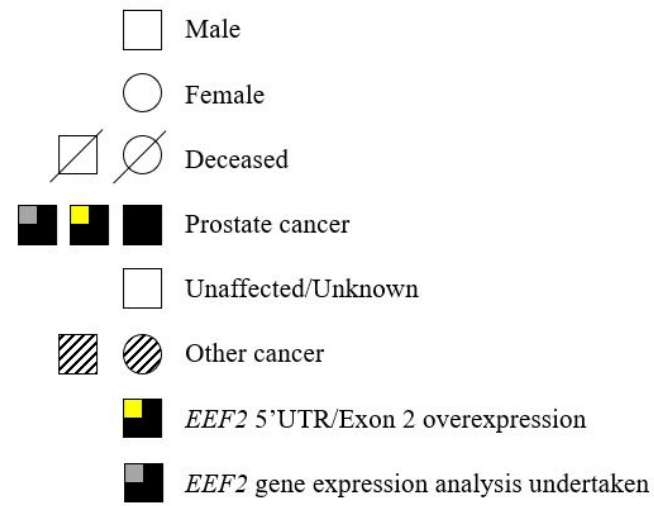 Male
Female
Deceased
Prostate cancer
Unaffected/Unknown
Other cancer
EEF2 5’UTR/Exon 2 overexpression
EEF2 gene expression analysis undertaken